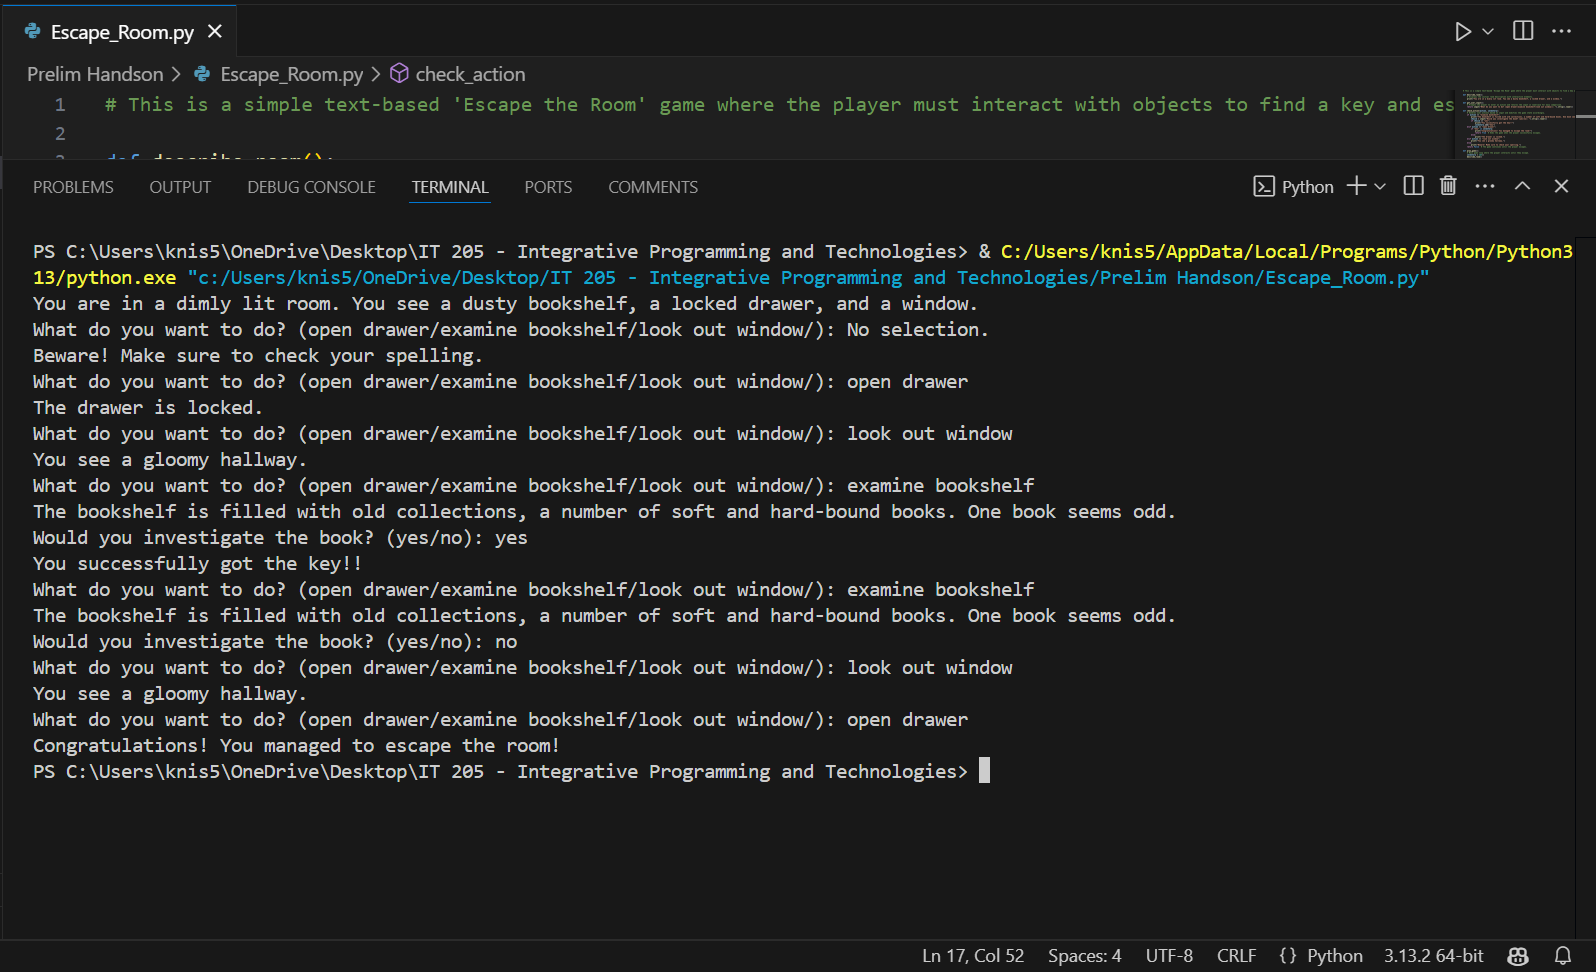 Escape_Room.py
Prelim Handson > Escape_Room.py > check_action
1 # This is a simple text-based 'Escape the Room' game where the player must interact with objects to find a key and es
2
PROBLEMS OUTPUT DEBUG CONSOLE TERMINAL PORTS COMMENTS Python
PS C:\Users\knis5\OneDrive\Desktop\IT 205 - Integrative Programming and Technologies> & C:/Users/knis5/AppData/Local/Programs/Python/Python3
13/python.exe "c:/Users/knis5/OneDrive/Desktop/IT 205 - Integrative Programming and Technologies/Prelim Handson/Escape_Room.py"
You are in a dimly lit room. You see a dusty bookshelf, a locked drawer, and a window.
What do you want to do? (open drawer/examine bookshelf/look out window/): No selection.
Beware! Make sure to check your spelling.
What do you want to do? (open drawer/examine bookshelf/look out window/): open drawer
The drawer is locked.
What do you want to do? (open drawer/examine bookshelf/look out window/): look out window
You see a gloomy hallway.
What do you want to do? (open drawer/examine bookshelf/look out window/): examine bookshelf
The bookshelf is filled with old collections, a number of soft and hard-bound books. One book seems odd.
Would you investigate the book? (yes/no): yes
You successfully got the key!!
What do you want to do? (open drawer/examine bookshelf/look out window/): examine bookshelf
The bookshelf is filled with old collections, a number of soft and hard-bound books. One book seems odd.
Would you investigate the book? (yes/no): no
What do you want to do? (open drawer/examine bookshelf/look out window/): look out window
You see a gloomy hallway.
What do you want to do? (open drawer/examine bookshelf/look out window/): open drawer
Congratulations! You managed to escape the room!
PS C:\Users\knis5\OneDrive\Desktop\IT 205 - Integrative Programming and Technologies>
Ln 17, Col 52 Spaces: 4 UTF-8 CRLF {} Python 3.13.2 64-bit